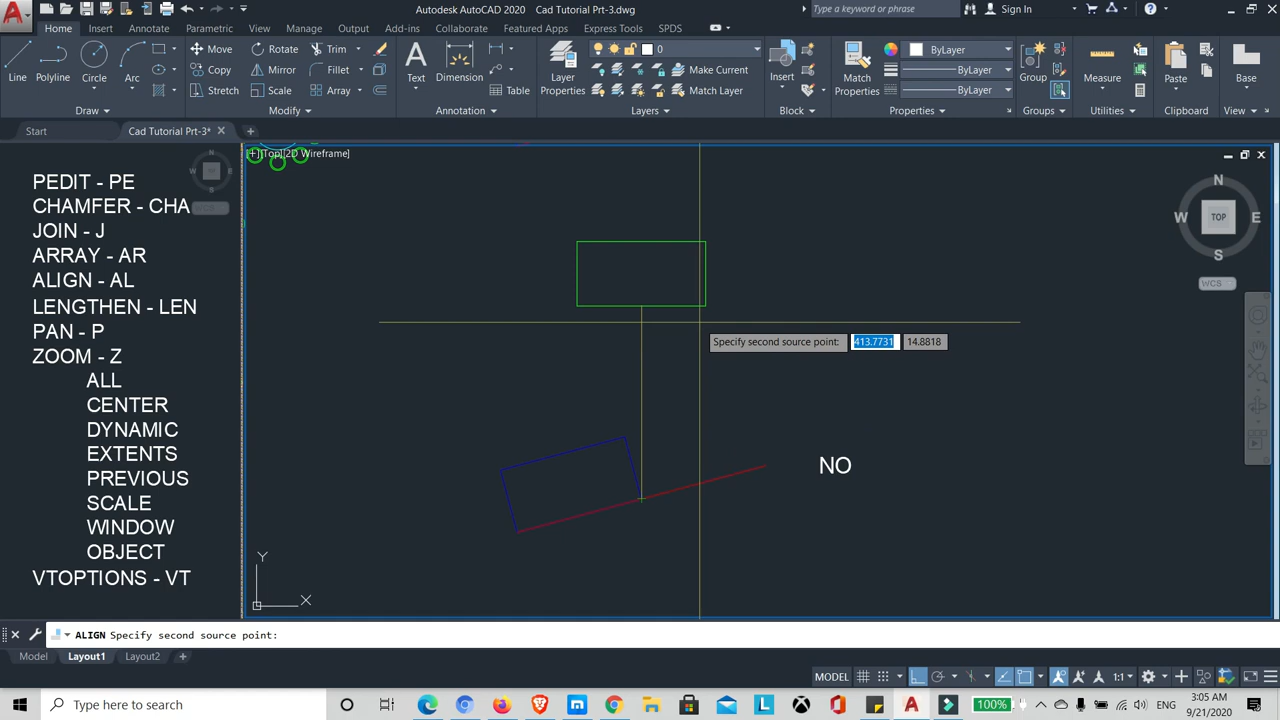 Autodesk AutoCAD 2020 Cad Tutorial Prt-3.dwg
Type a keyword or phrase
Sign In
Home Insert Annotate Parametric View Manage Output Add-ins Collaborate Express Tools Featured Apps SPDS
Line Polyline Circle Arc
Move Rotate Trim
Copy Mirror Fillet
Stretch Scale Array
Text Dimension Table
Layer Properties
0
Make Current
Match Layer
Insert
Match Properties
ByLayer
ByLayer
ByLayer
Group
Measure
Paste
Base
Draw Modify Annotation Layers Block Properties Groups Utilities Clipboard View
Start Cad Tutorial Prt-3*
[+][Top][2D Wireframe]
PEDIT - PE
CHAMFER - CHA
JOIN - J
ARRAY - AR
ALIGN - AL
LENGTHEN - LEN
PAN - P
ZOOM - Z
ALL
CENTER
DYNAMIC
EXTENTS
PREVIOUS
SCALE
WINDOW
OBJECT
VTOPTIONS - VT
N
W TOP E
S
WCS
Specify second source point: 413.7731 14.8818
NO
Y
X
ALIGN Specify second source point:
Model Layout1 Layout2
MODEL
1:1
Type here to search
100%
ENG
3:05 AM
9/21/2020